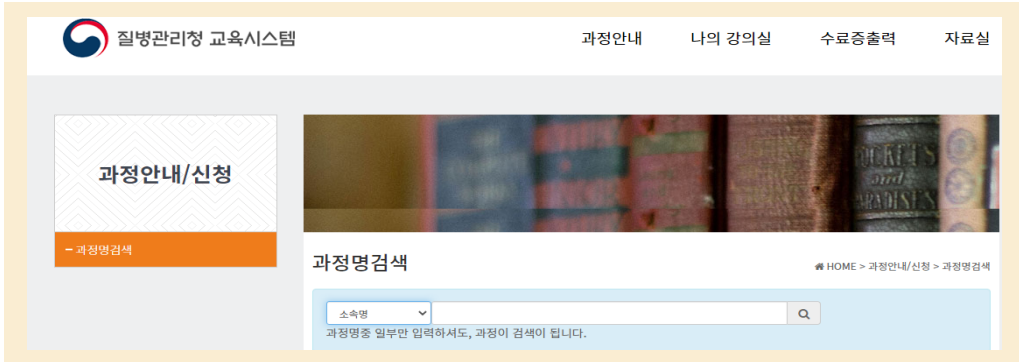 질병관리청 교육시스템
과정안내 나의 강의실 수료증출력 자료실
과정안내/신청
과정명검색
과정명검색
HOME > 과정안내/신청 > 과정명검색
소속명
과정명중 일부만 입력하셔도, 과정이 검색이 됩니다.